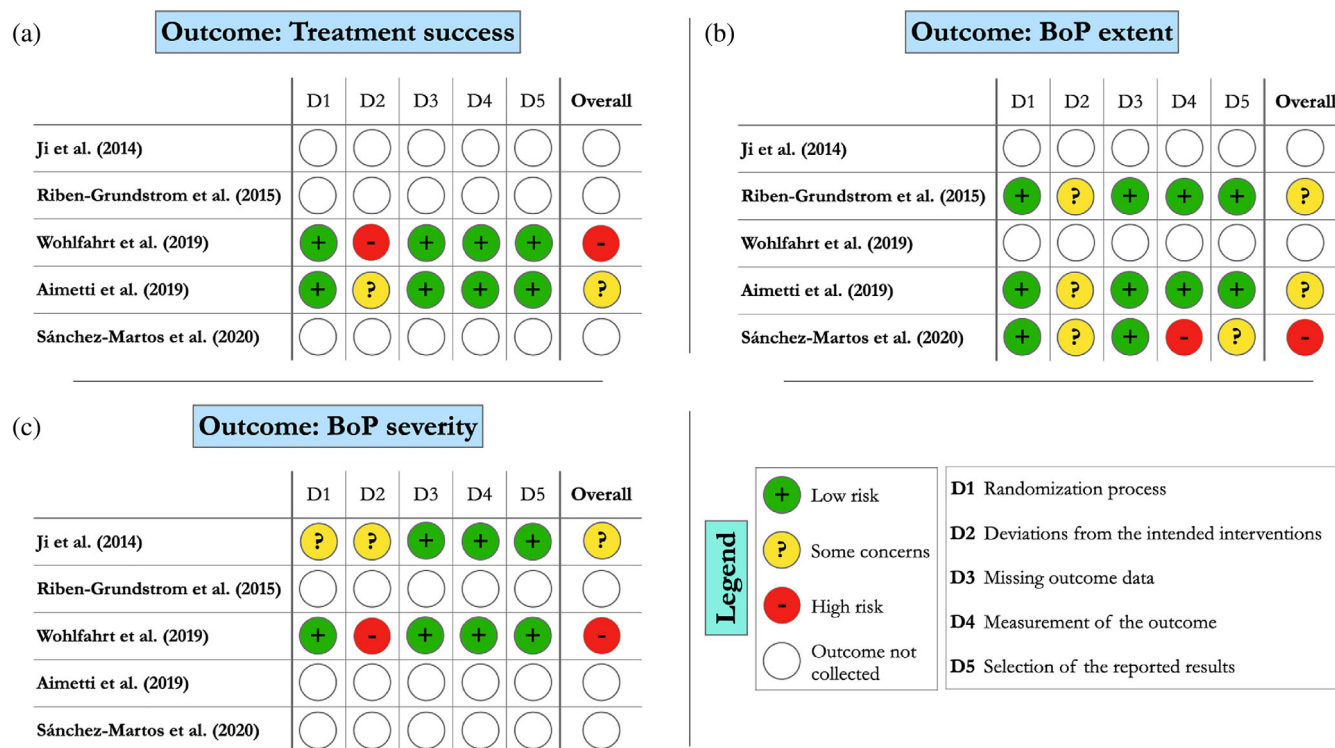 (a)
Outcome: Treatment success
D1 D2 D3 D4 D5 Overall
Ji et al. (2014)
Riben-Grundstrom et al. (2015)
Wohlfahrt et al. (2019) + - + + + -
Aimetti et al. (2019) + ? + + + ?
Sánchez-Martos et al. (2020)
(b)
Outcome: BoP extent
D1 D2 D3 D4 D5 Overall
Ji et al. (2014)
Riben-Grundstrom et al. (2015) + ? + + + ?
Wohlfahrt et al. (2019)
Aimetti et al. (2019) + ? + + + ?
Sánchez-Martos et al. (2020) + ? + - ? -
(c)
Outcome: BoP severity
D1 D2 D3 D4 D5 Overall
Ji et al. (2014) ? ? + + + ?
Riben-Grundstrom et al. (2015)
Wohlfahrt et al. (2019) + - + + + -
Aimetti et al. (2019)
Sánchez-Martos et al. (2020)
Legend
+ Low risk
? Some concerns
- High risk
Outcome not
collected
D1 Randomization process
D2 Deviations from the intended interventions
D3 Missing outcome data
D4 Measurement of the outcome
D5 Selection of the reported results